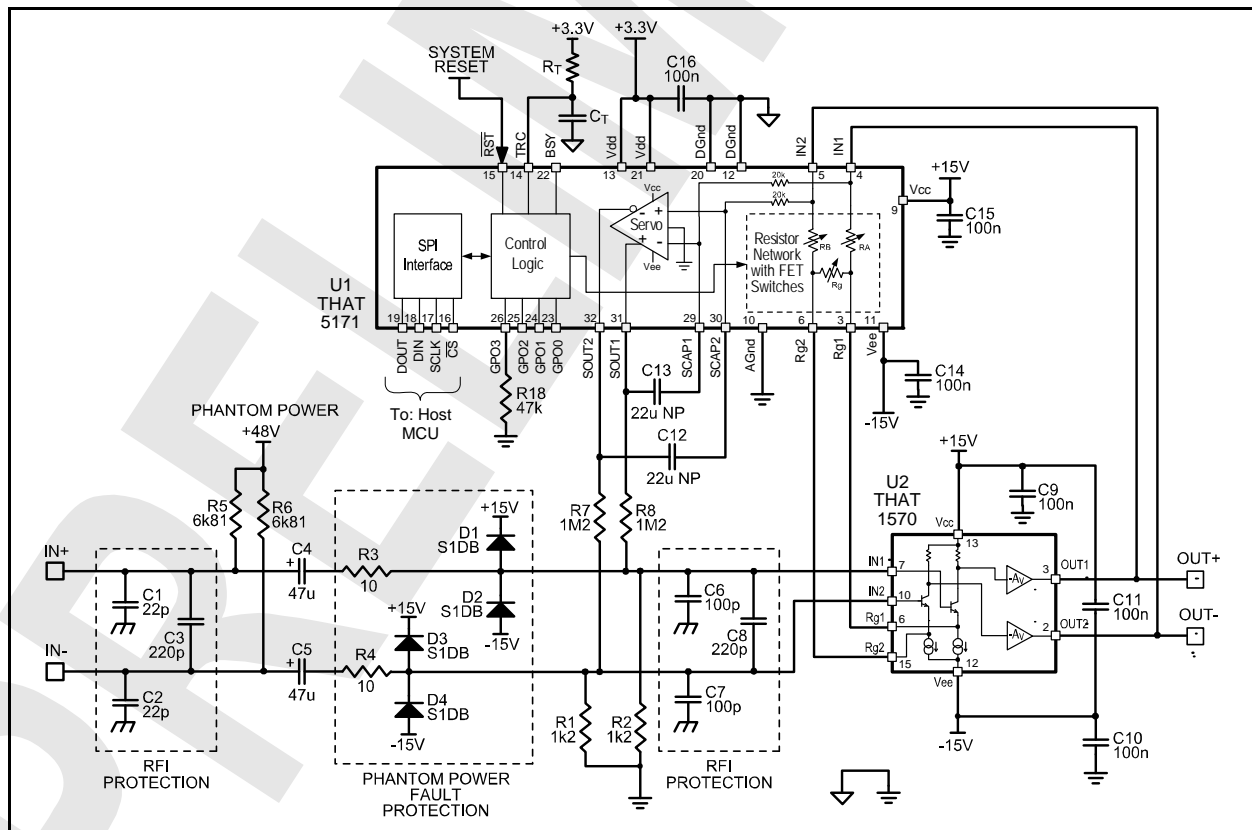 PRELIM
+3.3V
+3.3V
SYSTEM
RESET
RT
CT
C16
100n
RST
TRC
BSY
Vdd
Vdd
DGnd
DGnd
IN2
IN1
15
14
22
13
21
20
12
5
4
+15V
Vcc
9
C15
100n
20k
20k
Vcc
Servo
Vee
SPI
Interface
Control
Logic
Resistor
Network
with FET
Switches
RB
RA
Rg
U1
THAT
5171
19
18
17
16
26
25
24
23
32
31
29
30
10
6
3
11
DOUT
DIN
SCLK
CS
GPO3
GPO2
GPO1
GPO0
SOUT2
SOUT1
SCAP1
SCAP2
AGnd
Rg2
Rg1
Vee
C14
100n
-15V
To: Host
MCU
R18
47k
C13
22u NP
C12
22u NP
PHANTOM POWER
+48V
R5
6k81
R6
6k81
R7
1M2
R8
1M2
+15V
C9
100n
U2
THAT
1570
Vcc
13
IN1
7
IN2
10
Rg1
6
Rg2
15
-AV
-AV
3
OUT1
2
OUT2
12
Vee
OUT+
OUT-
C11
100n
C10
100n
-15V
IN+
IN-
C1
22p
C2
22p
C3
220p
C4
+
47u
C5
+
47u
R3
10
R4
10
+15V
D1
S1DB
D2
S1DB
-15V
+15V
D3
S1DB
D4
S1DB
-15V
R1
1k2
R2
1k2
C6
100p
C7
100p
C8
220p
RFI
PROTECTION
PHANTOM POWER
FAULT
PROTECTION
RFI
PROTECTION